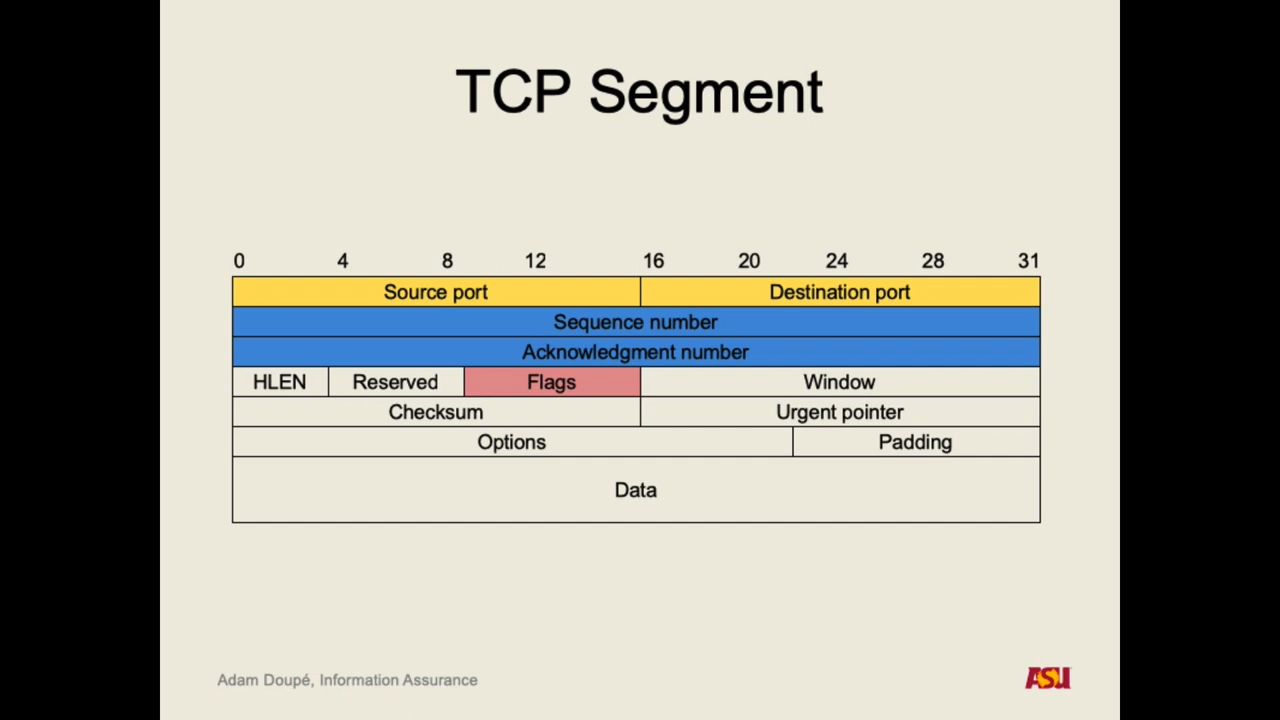 TCP Segment
0 4 8 12 16 20 24 28 31
Source port Destination port
Sequence number
Acknowledgment number
HLEN Reserved Flags Window
Checksum Urgent pointer
Options Padding
Data
Adam Doupé, Information Assurance
ASU